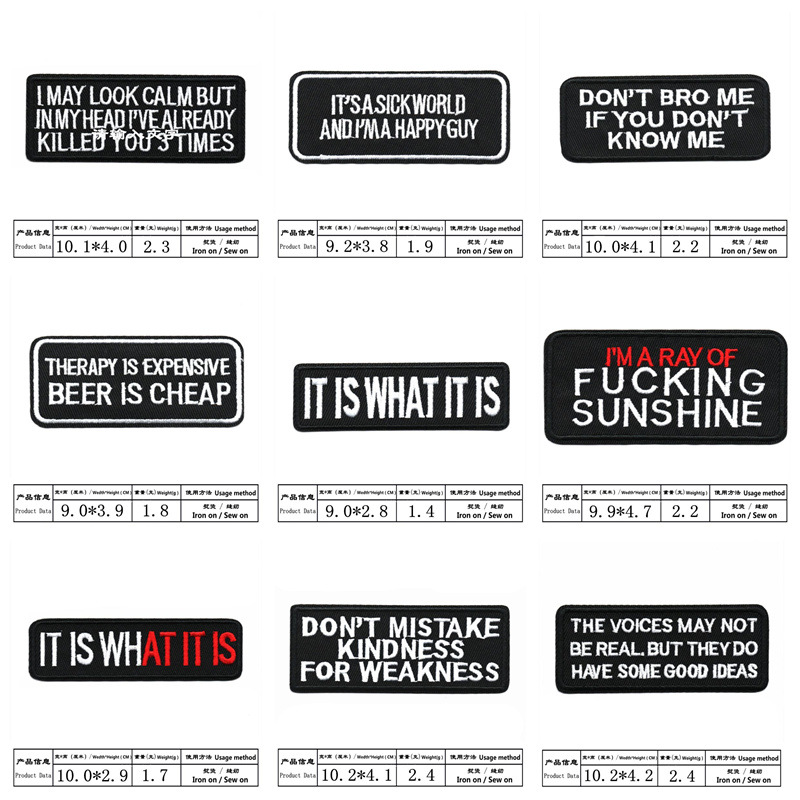 I MAY LOOK CALM BUT
IN MY HEAD I'VE ALREADY
请输入文字
KILLED YOU 3 TIMES
产品信息 宽*高（厘米）/Wedth*Height（CM） 重量(克)Weight(g) 使用方法 Usage method
Product Data 10.1*4.0 2.3 熨烫 / 缝纫
Iron on / Sew on
IT'S A SICK WORLD
AND I'M A HAPPY GUY
产品信息 宽*高（厘米）/Wedth*Height（CM） 重量(克)Weight(g) 使用方法 Usage method
Product Data 9.2*3.8 1.9 熨烫 / 缝纫
Iron on / Sew on
DON'T BRO ME
IF YOU DON'T
KNOW ME
产品信息 宽*高（厘米）/Wedth*Height（CM） 重量(克)Weight(g) 使用方法 Usage method
Product Data 10.0*4.1 2.2 熨烫 / 缝纫
Iron on / Sew on
THERAPY IS EXPENSIVE
BEER IS CHEAP
产品信息 宽*高（厘米）/Wedth*Height（CM） 重量(克)Weight(g) 使用方法 Usage method
Product Data 9.0*3.9 1.8 熨烫 / 缝纫
Iron on / Sew on
IT IS WHAT IT IS
产品信息 宽*高（厘米）/Wedth*Height（CM） 重量(克)Weight(g) 使用方法 Usage method
Product Data 9.0*2.8 1.4 熨烫 / 缝纫
Iron on / Sew on
I'M A RAY OF
FUCKING
SUNSHINE
产品信息 宽*高（厘米）/Wedth*Height（CM） 重量(克)Weight(g) 使用方法 Usage method
Product Data 9.9*4.7 2.2 熨烫 / 缝纫
Iron on / Sew on
IT IS WHAT IT IS
产品信息 宽*高（厘米）/Wedth*Height（CM） 重量(克)Weight(g) 使用方法 Usage method
Product Data 10.0*2.9 1.7 熨烫 / 缝纫
Iron on / Sew on
DON'T MISTAKE
KINDNESS
FOR WEAKNESS
产品信息 宽*高（厘米）/Wedth*Height（CM） 重量(克)Weight(g) 使用方法 Usage method
Product Data 10.2*4.1 2.4 熨烫 / 缝纫
Iron on / Sew on
THE VOICES MAY NOT
BE REAL. BUT THEY DO
HAVE SOME GOOD IDEAS
产品信息 宽*高（厘米）/Wedth*Height（CM） 重量(克)Weight(g) 使用方法 Usage method
Product Data 10.2*4.2 2.4 熨烫 / 缝纫
Iron on / Sew on